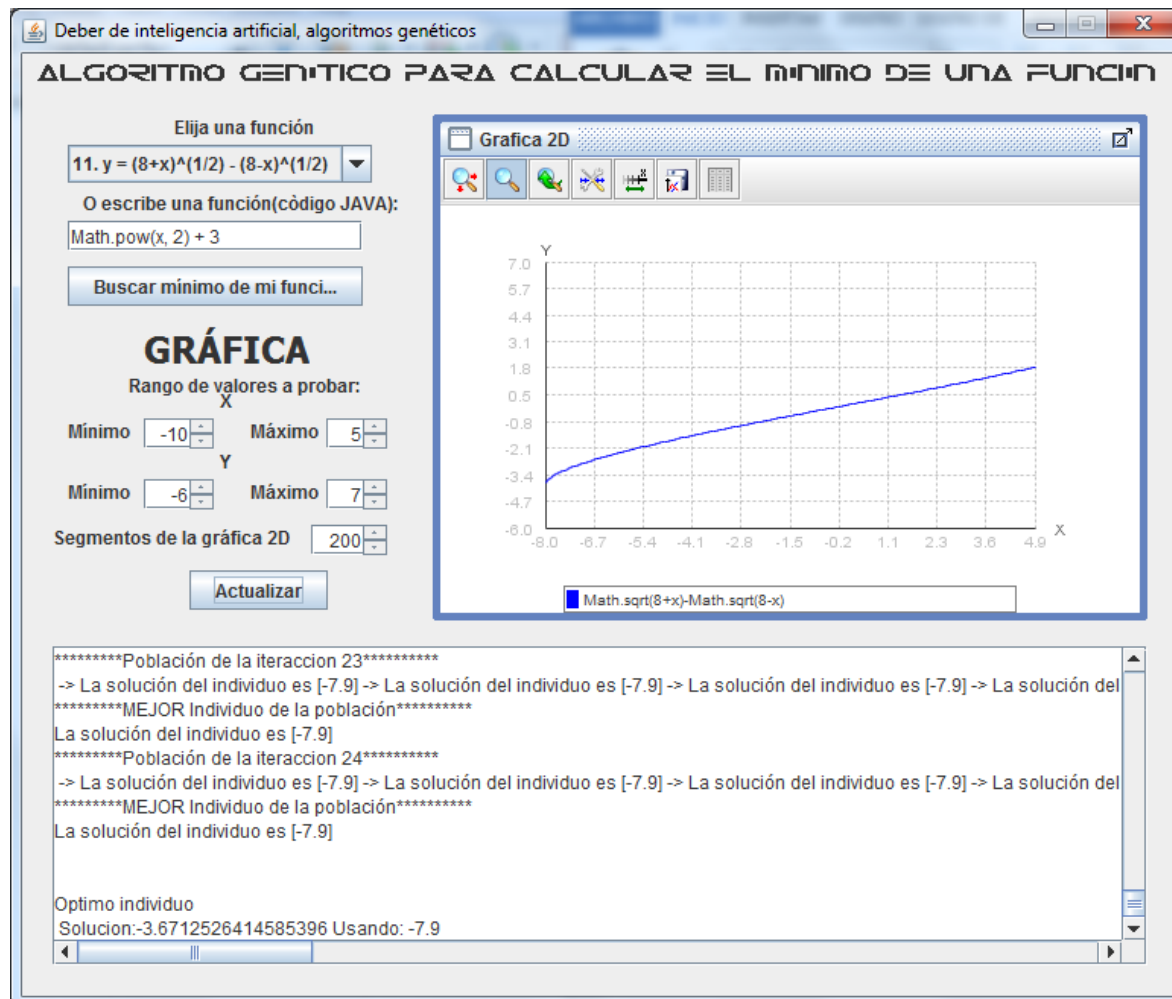 Deber de inteligencia artificial, algoritmos genéticos
ALGORITMO GENıTICO PARA CALCULAR EL MıNIMO DE UNA FUNCIıN
Elija una función
11. y = (8+x)^(1/2) - (8-x)^(1/2)
O escribe una función(còdigo JAVA):
Math.pow(x, 2) + 3
Buscar mínimo de mi funci...
GRÁFICA
Rango de valores a probar:
X
Mínimo -10 Máximo 5
Y
Mínimo -6 Máximo 7
Segmentos de la gráfica 2D 200
Actualizar
Grafica 2D
Y
7.0
5.7
4.4
3.1
1.8
0.5
-0.8
-2.1
-3.4
-4.7
-6.0
X
-8.0 -6.7 -5.4 -4.1 -2.8 -1.5 -0.2 1.1 2.3 3.6 4.9
Math.sqrt(8+x)-Math.sqrt(8-x)
*********Población de la iteraccion 23**********
-> La solución del individuo es [-7.9] -> La solución del individuo es [-7.9] -> La solución del individuo es [-7.9] -> La solución del
*********MEJOR Individuo de la población**********
La solución del individuo es [-7.9]
*********Población de la iteraccion 24**********
-> La solución del individuo es [-7.9] -> La solución del individuo es [-7.9] -> La solución del individuo es [-7.9] -> La solución del
*********MEJOR Individuo de la población**********
La solución del individuo es [-7.9]
Optimo individuo
Solucion:-3.6712526414585396 Usando: -7.9